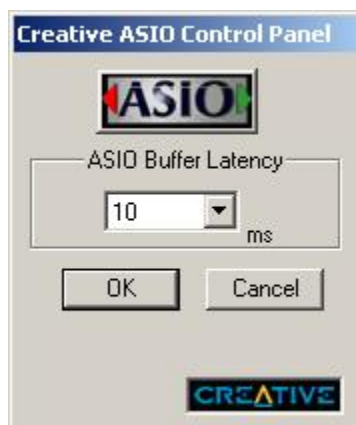 Creative ASIO Control Panel
ASIO
ASIO Buffer Latency
10
ms
OK Cancel
CREATIVE